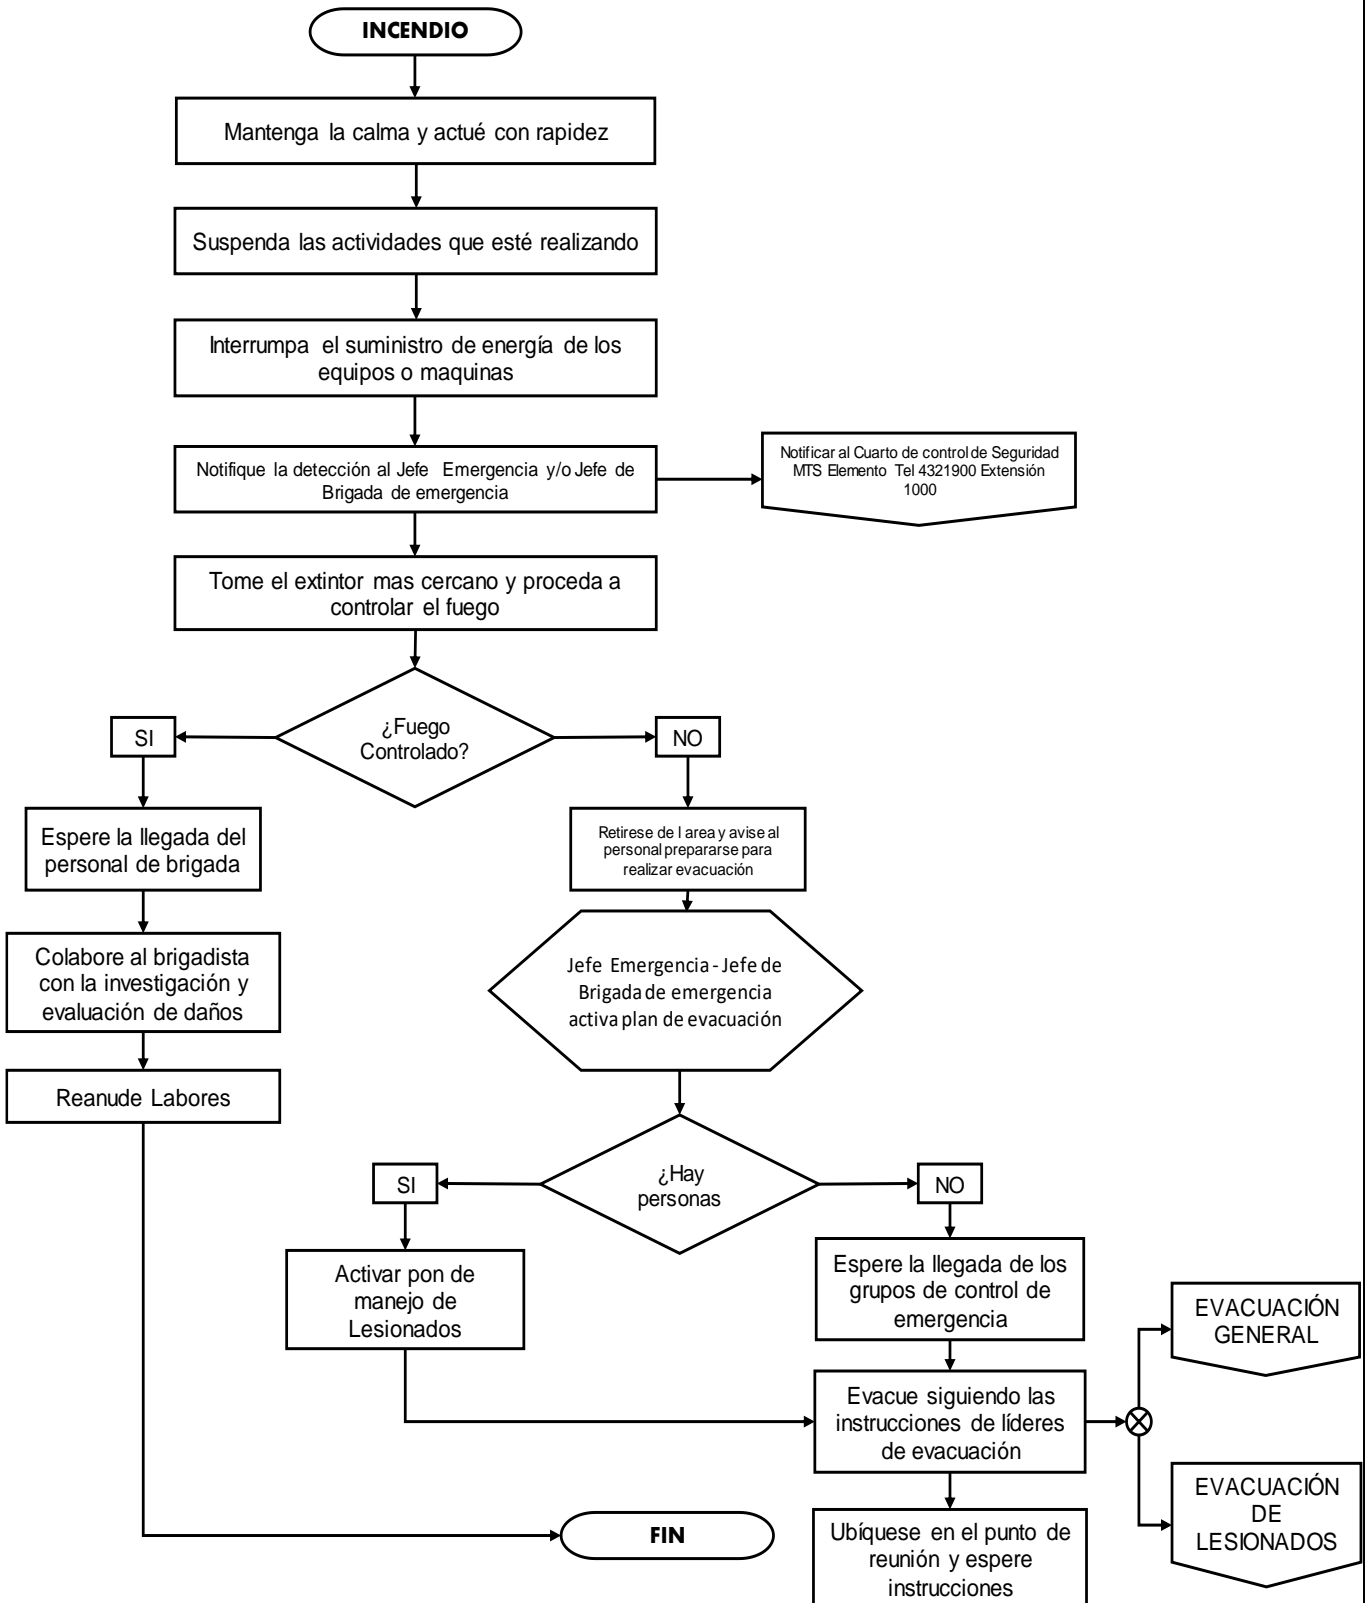 INCENDIO
Mantenga la calma y actué con rapidez
Suspenda las actividades que esté realizando
Interrumpa el suministro de energía de los
equipos o maquinas
Notifique la detección al Jefe Emergencia y/o Jefe de
Brigada de emergencia
Notificar al Cuarto de control de Seguridad
MTS Elemento Tel 4321900 Extensión
1000
Tome el extintor mas cercano y proceda a
controlar el fuego
¿Fuego
Controlado?
SI
NO
Espere la llegada del
personal de brigada
Retirese de l area y avise al
personal prepararse para
realizar evacuación
Colabore al brigadista
con la investigación y
evaluación de daños
Jefe Emergencia - Jefe de
Brigada de emergencia
activa plan de evacuación
Reanude Labores
¿Hay
personas
SI
NO
Activar pon de
manejo de
Lesionados
Espere la llegada de los
grupos de control de
emergencia
EVACUACIÓN
GENERAL
Evacue siguiendo las
instrucciones de líderes
de evacuación
EVACUACIÓN
DE
LESIONADOS
FIN
Ubíquese en el punto de
reunión y espere
instrucciones